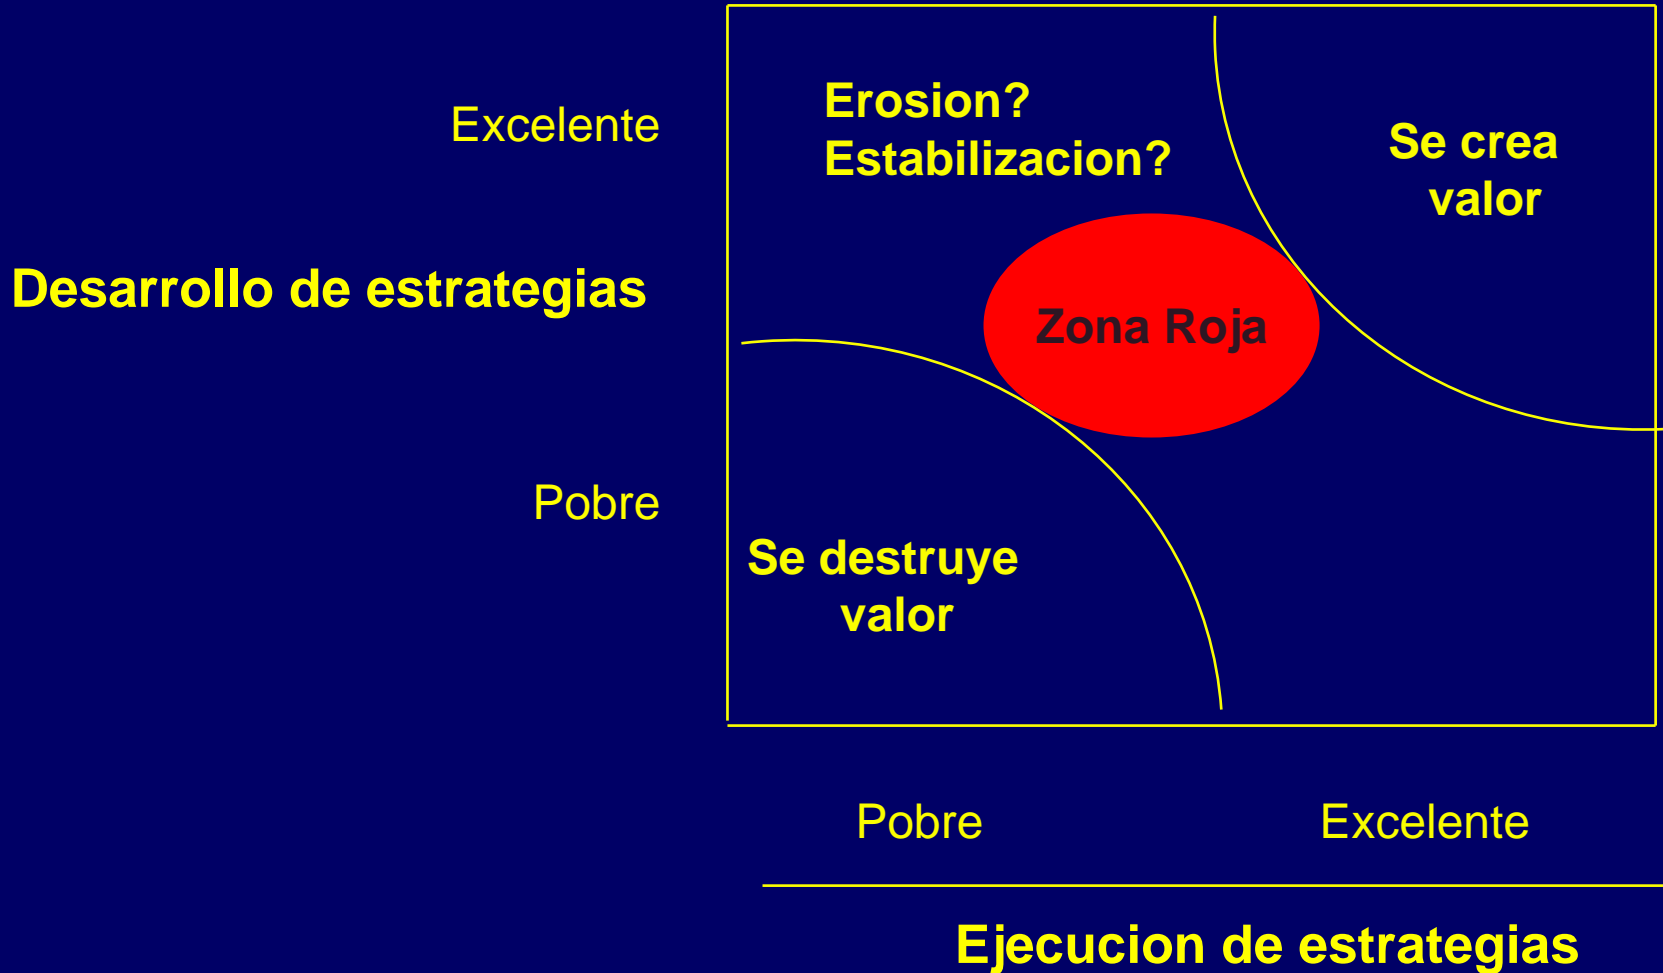 Erosion?
Estabilizacion?
Excelente
Se crea
valor
Desarrollo de estrategias
Zona Roja
Pobre
Se destruye
valor
Pobre
Excelente
Ejecucion de estrategias